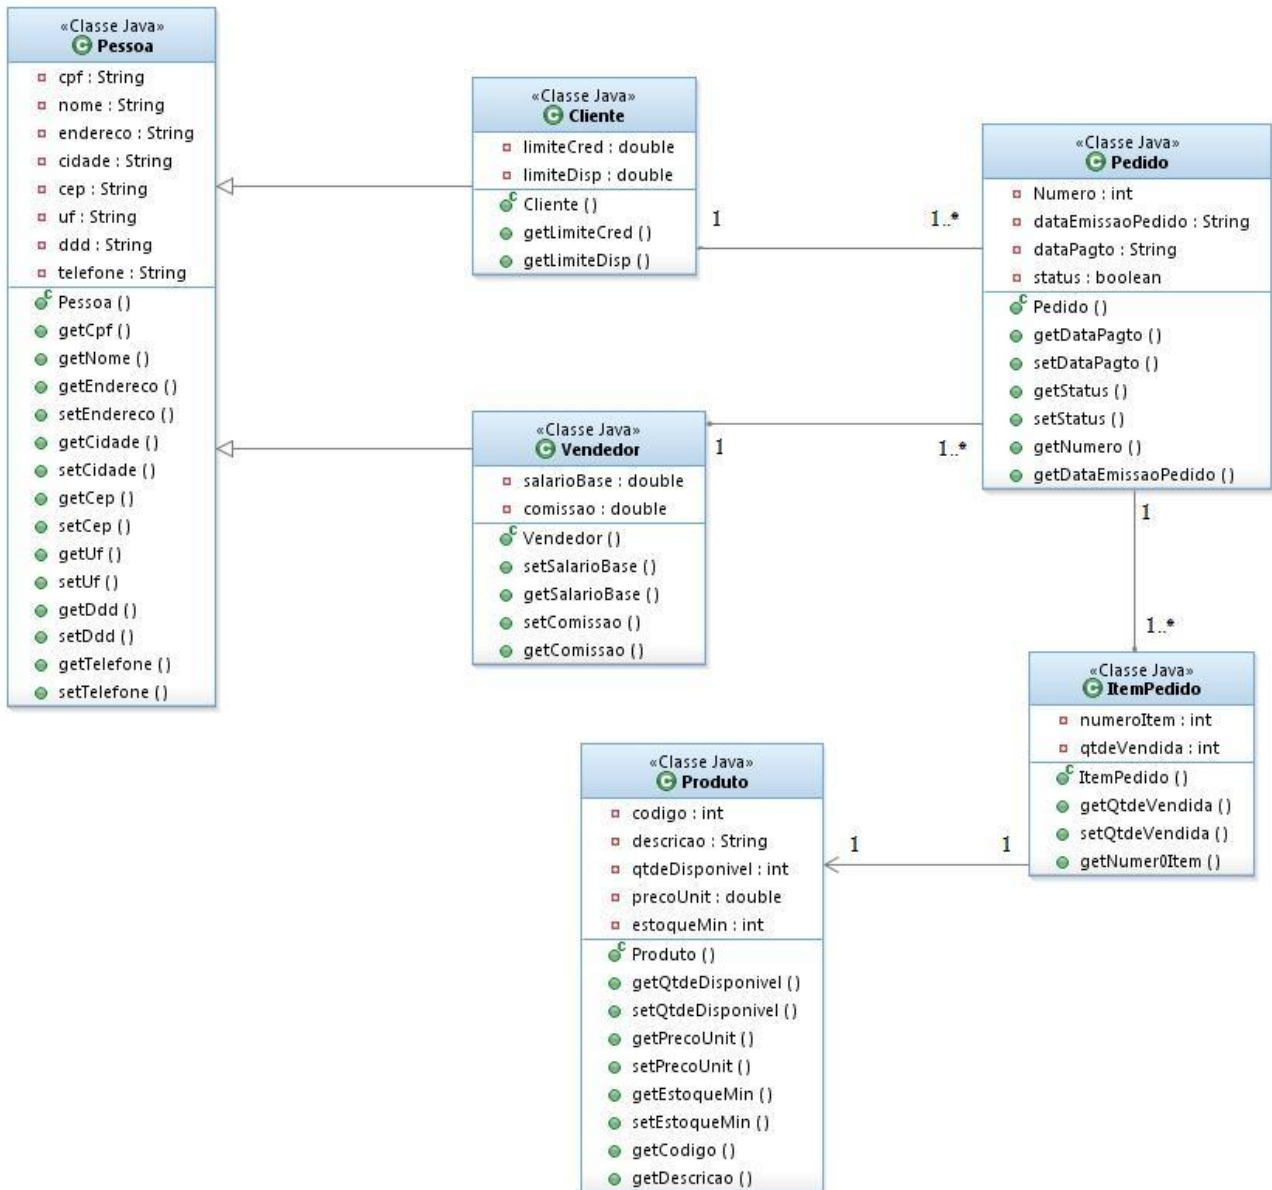 «Classe Java»
Pessoa
cpf : String
nome : String
endereco : String
cidade : String
cep : String
uf : String
ddd : String
telefone : String
Pessoa ( )
getCpf ( )
getNome ( )
getEndereco ( )
setEndereco ( )
getCidade ( )
setCidade ( )
getCep ( )
setCep ( )
getUf ( )
setUf ( )
getDdd ( )
setDdd ( )
getTelefone ( )
setTelefone ( )
«Classe Java»
Cliente
limiteCred : double
limiteDisp : double
Cliente ( )
getLimiteCred ( )
getLimiteDisp ( )
1
1..*
«Classe Java»
Pedido
Numero : int
dataEmissaoPedido : String
dataPagto : String
status : boolean
Pedido ( )
getDataPagto ( )
setDataPagto ( )
getStatus ( )
setStatus ( )
getNumero ( )
getDataEmissaoPedido ( )
«Classe Java»
Vendedor
salarioBase : double
comissao : double
Vendedor ( )
setSalarioBase ( )
getSalarioBase ( )
setComissao ( )
getComissao ( )
1
1..*
1
1..*
«Classe Java»
ItemPedido
numeroItem : int
qtdeVendida : int
ItemPedido ( )
getQtdeVendida ( )
setQtdeVendida ( )
getNumer0Item ( )
1
1
«Classe Java»
Produto
codigo : int
descricao : String
qtdeDisponivel : int
precoUnit : double
estoqueMin : int
Produto ( )
getQtdeDisponivel ( )
setQtdeDisponivel ( )
getPrecoUnit ( )
setPrecoUnit ( )
getEstoqueMin ( )
setEstoqueMin ( )
getCodigo ( )
getDescricao ( )